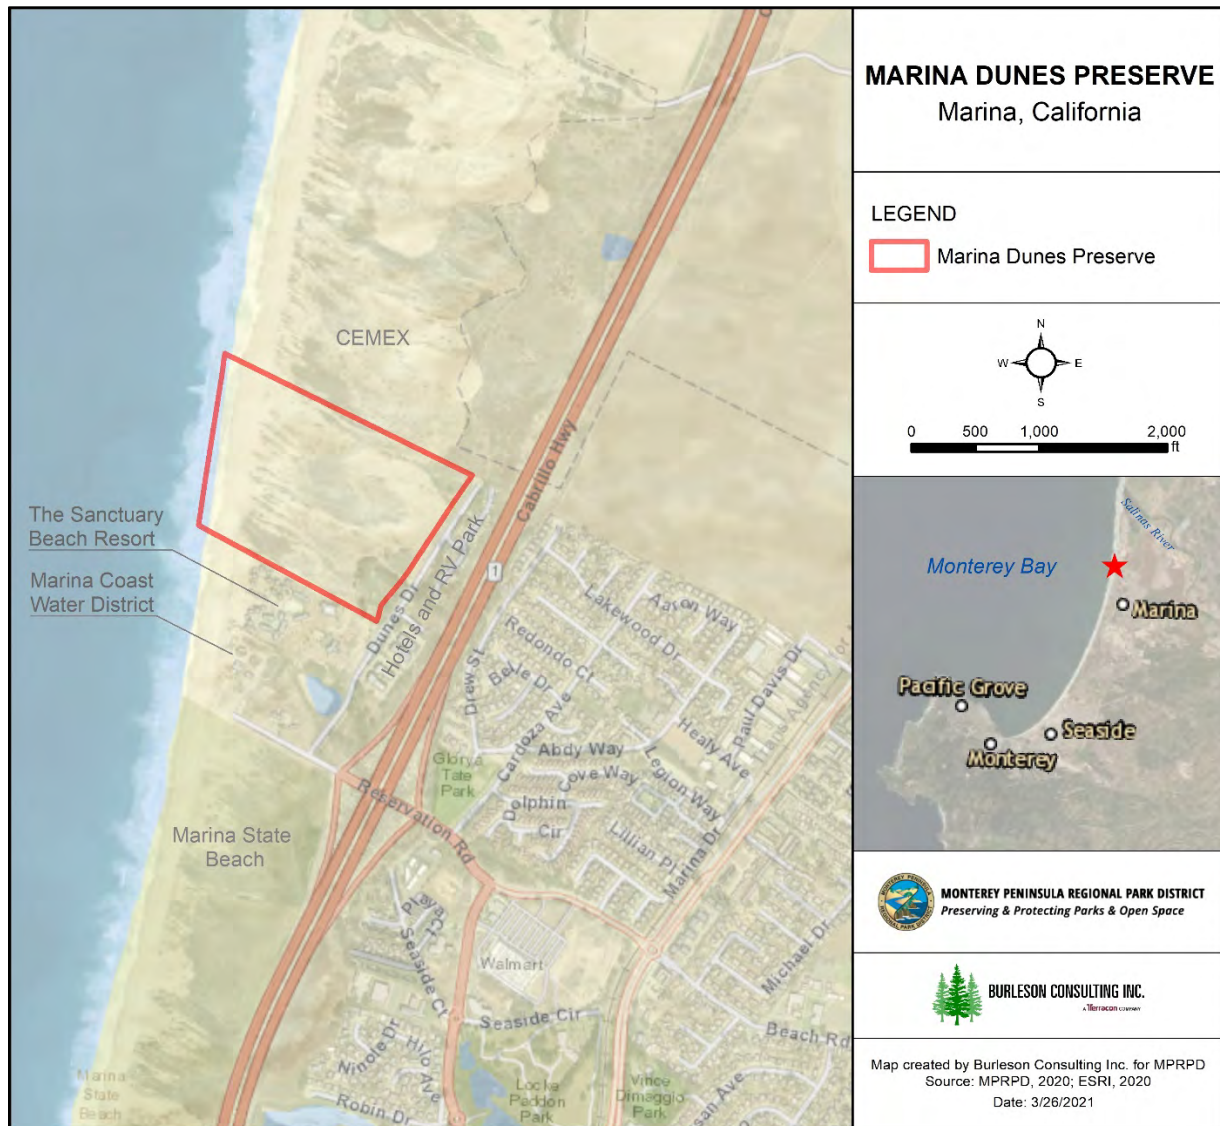 MARINA DUNES PRESERVE
Marina, California
LEGEND
Marina Dunes Preserve
N
W
E
S
0 500 1,000 2,000
ft
Salinas River
Monterey Bay
Marina
Pacific Grove
Seaside
Monterey
MONTEREY PENINSULA REGIONAL PARK DISTRICT
Preserving & Protecting Parks & Open Space
BURLESON CONSULTING INC.
A Terracon COMPANY
Map created by Burleson Consulting Inc. for MPRPD
Source: MPRPD, 2020; ESRI, 2020
Date: 3/26/2021
CEMEX
The Sanctuary
Beach Resort
Marina Coast
Water District
Cabrillo Hwy
1
Dunes Dr
Hotels and RV Park
Drew St
Belle Dr
Redondo Ct
Lakewood Dr
Aaron Way
Cardoza Ave
Healy Ave
Paul Davis Dr
Abdy Way
Cove Way
Legion Way
Dolphin
Cir
Lillian Pl
Marina Dr
Glorya
Tate
Park
Reservation Rd
Marina State
Beach
Playa
Ct
Seaside Ct
Walmart
Michael Dr
Seaside Cir
Beach Rd
Ninole Dr
Hilo Ave
Robin Dr
Locke
Paddon
Park
Vince
Dimaggio
Park
Marina
State
Beach